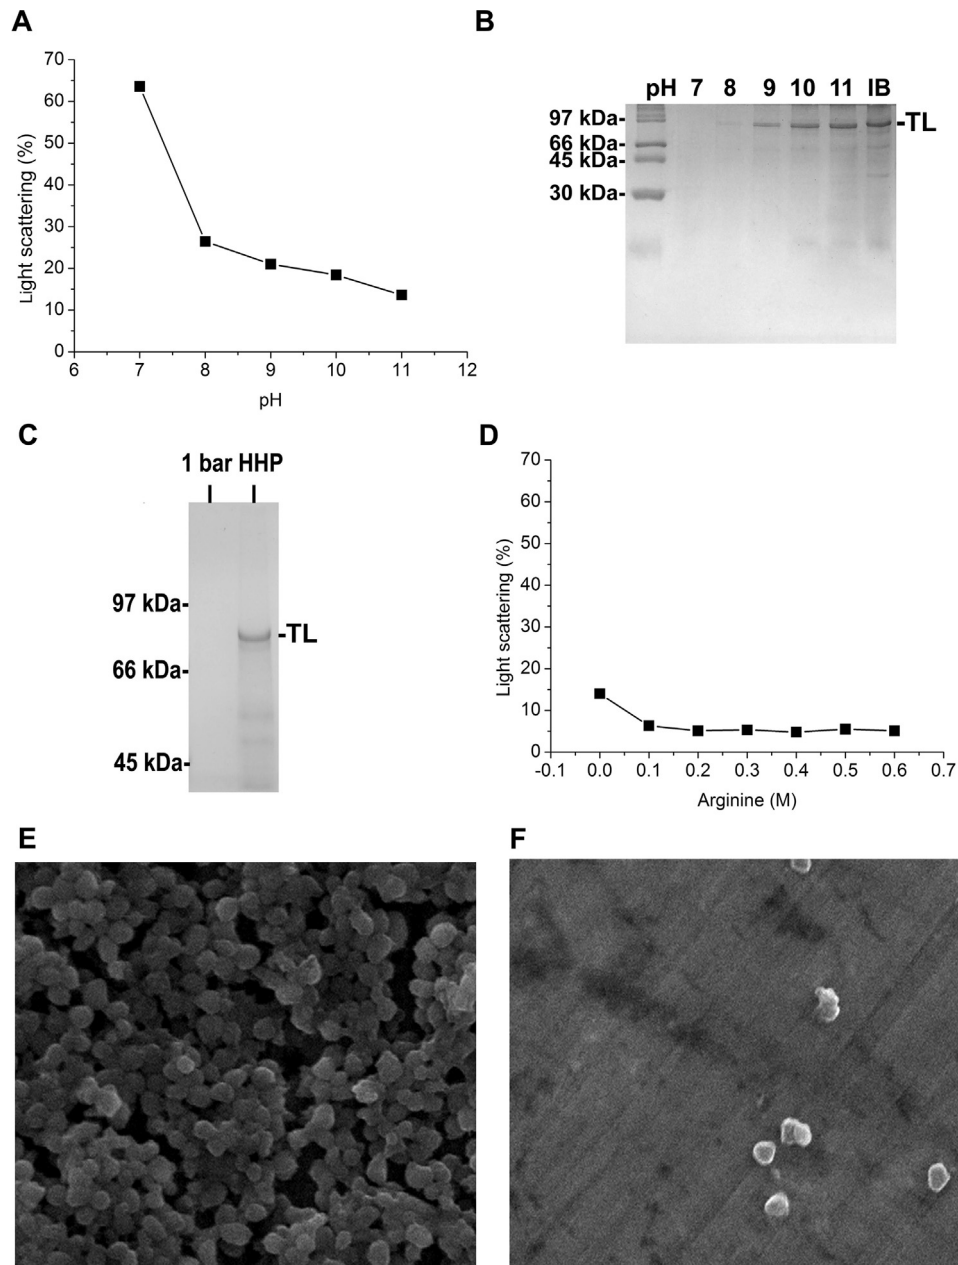 A
70
60
50
40
30
20
10
0
Light scattering (%)
6 7 8 9 10 11 12
pH
B
pH 7 8 9 10 11 IB
97 kDa-
66 kDa-
45 kDa-
30 kDa-
-TL
C
1 bar HHP
97 kDa-
-TL
66 kDa-
45 kDa-
D
70
60
50
40
30
20
10
0
Light scattering (%)
-0.1 0.0 0.1 0.2 0.3 0.4 0.5 0.6 0.7
Arginine (M)
E
F